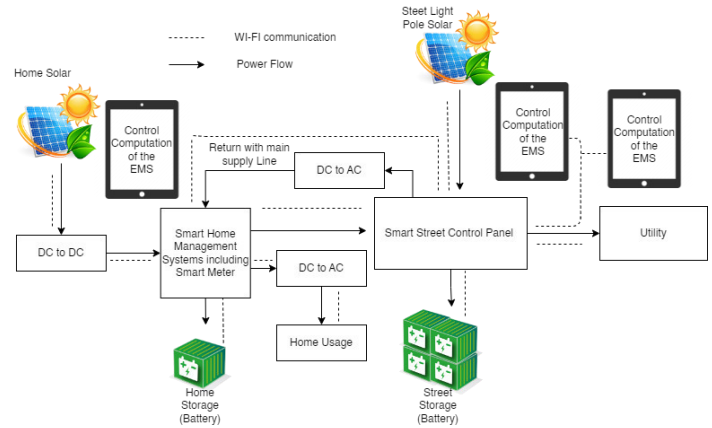 Steet Light
Pole Solar
WI-FI communication
Power Flow
Home Solar
Control
Computation
of the
EMS
Control
Computation
of the
EMS
Control
Computation
of the
EMS
Return with main
supply Line
DC to AC
Smart Home
Management
Systems including
Smart Meter
Smart Street Control Panel
Utility
DC to DC
DC to AC
Home Usage
Home
Storage
(Battery)
Street
Storage
(Battery)